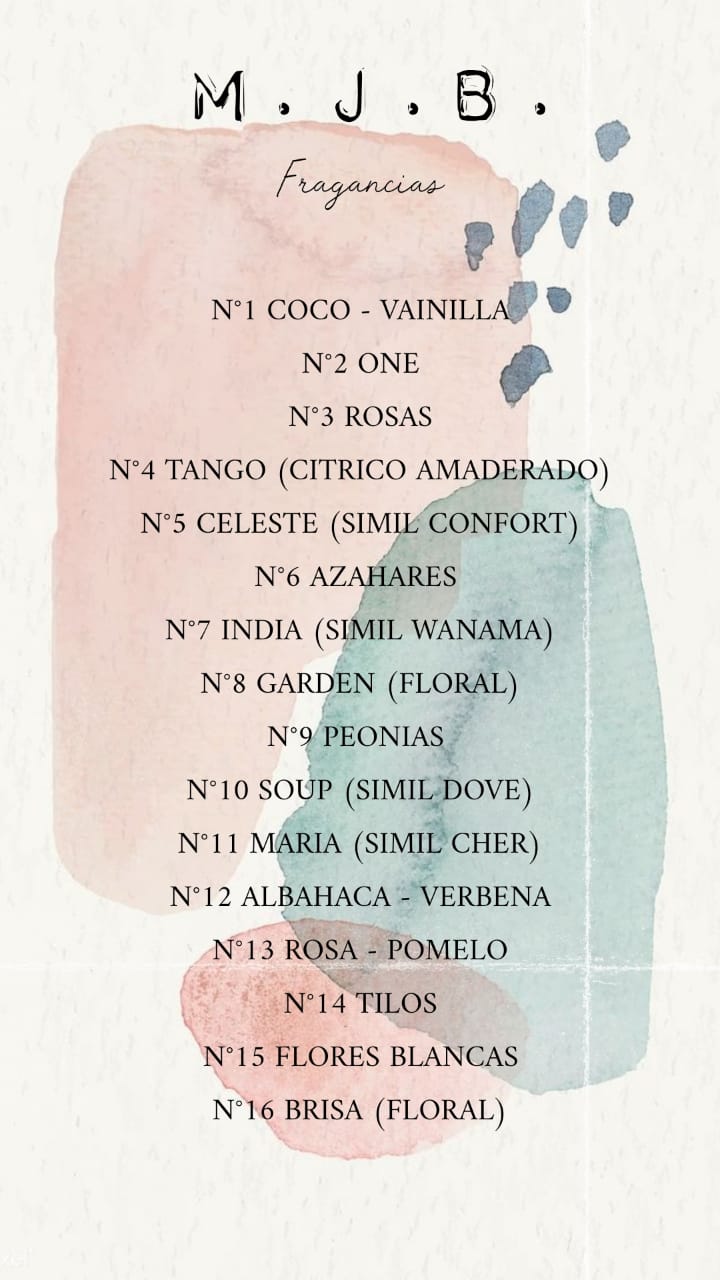 M.J.B.
Fragancias
N°1 COCO - VAINILLA
N°2 ONE
N°3 ROSAS
N°4 TANGO (CITRICO AMADERADO)
N°5 CELESTE (SIMIL CONFORT)
N°6 AZAHARES
N°7 INDIA (SIMIL WANAMA)
N°8 GARDEN (FLORAL)
N°9 PEONIAS
N°10 SOUP (SIMIL DOVE)
N°11 MARIA (SIMIL CHER)
N°12 ALBAHACA - VERBENA
N°13 ROSA - POMELO
N°14 TILOS
N°15 FLORES BLANCAS
N°16 BRISA (FLORAL)